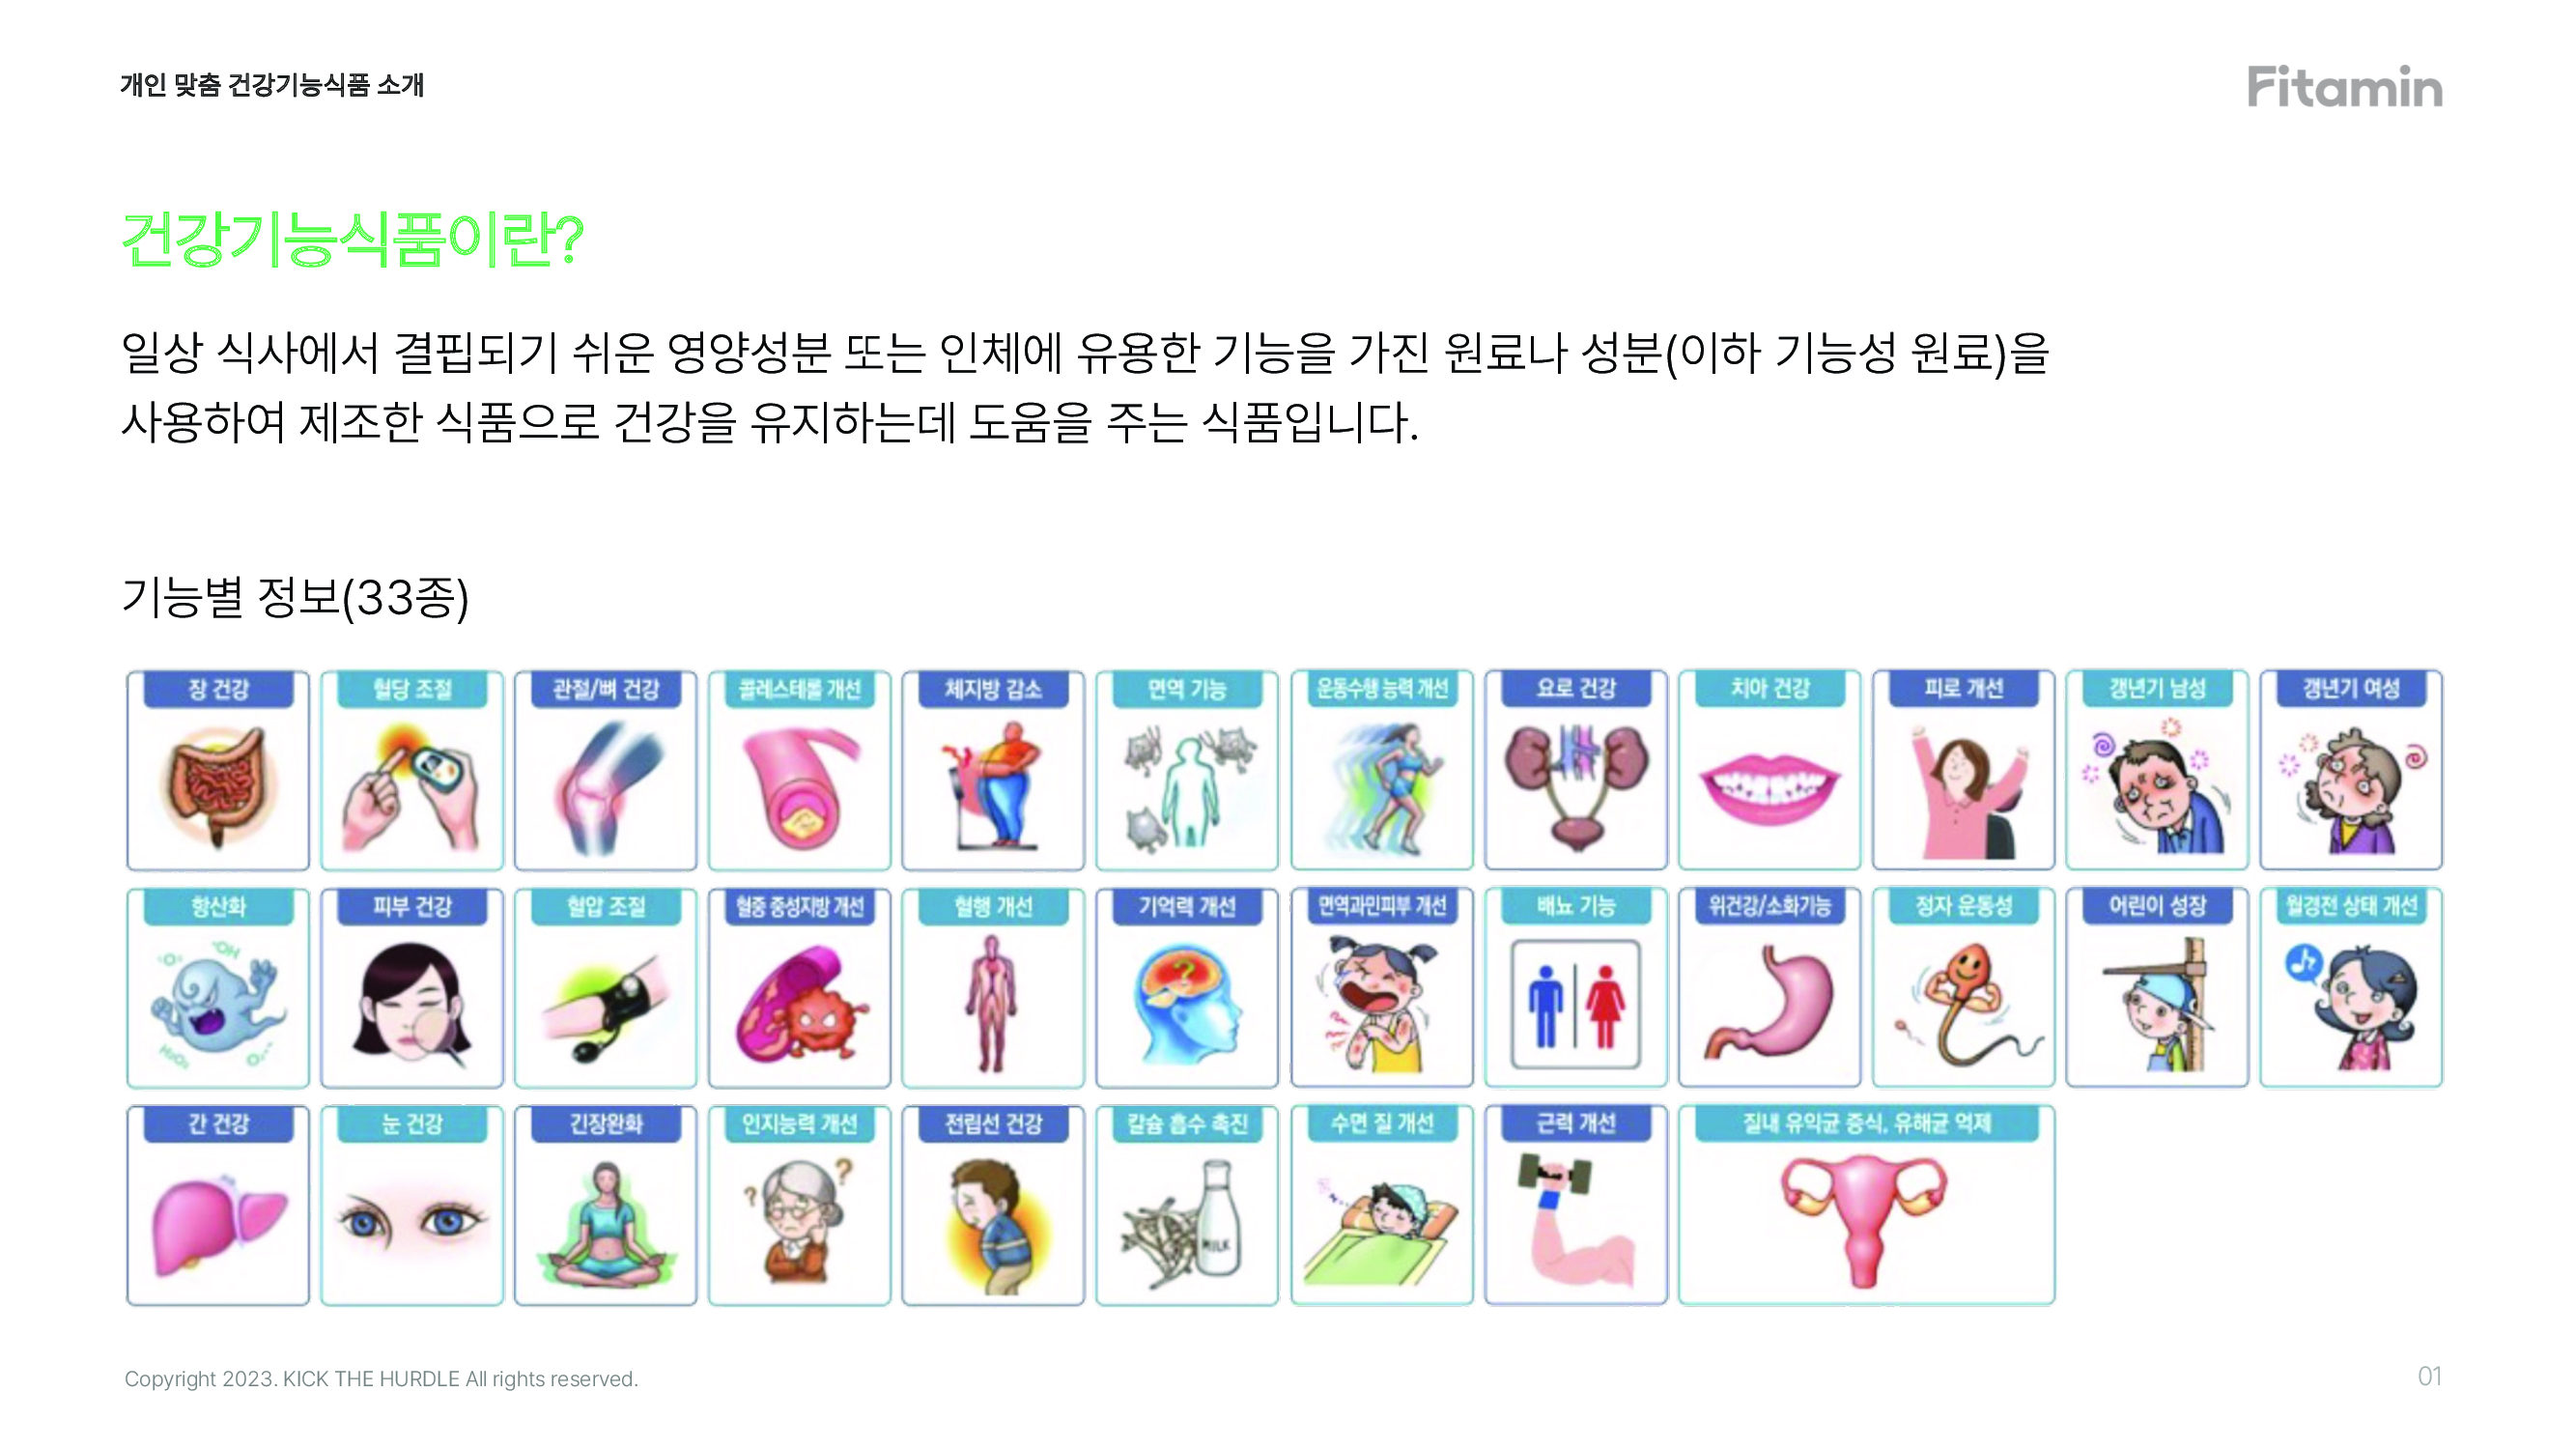 개인 맞춤 건강기능식품 소개
Fitamin
건강기능식품이란?
일상 식사에서 결핍되기 쉬운 영양성분 또는 인체에 유용한 기능을 가진 원료나 성분(이하 기능성 원료)을
사용하여 제조한 식품으로 건강을 유지하는데 도움을 주는 식품입니다.
기능별 정보(33종)
장 건강
혈당 조절
관절/뼈 건강
콜레스테롤 개선
체지방 감소
면역 기능
운동수행 능력 개선
요로 건강
치아 건강
피로 개선
갱년기 남성
갱년기 여성
항산화
피부 건강
혈압 조절
혈중 중성지방 개선
혈행 개선
기억력 개선
면역과민피부 개선
배뇨 기능
위건강/소화기능
정자 운동성
어린이 성장
월경전 상태 개선
간 건강
눈 건강
긴장완화
인지능력 개선
전립선 건강
칼슘 흡수 촉진
MILK
수면 질 개선
근력 개선
질내 유익균 증식, 유해균 억제
Copyright 2023. KICK THE HURDLE All rights reserved.
01